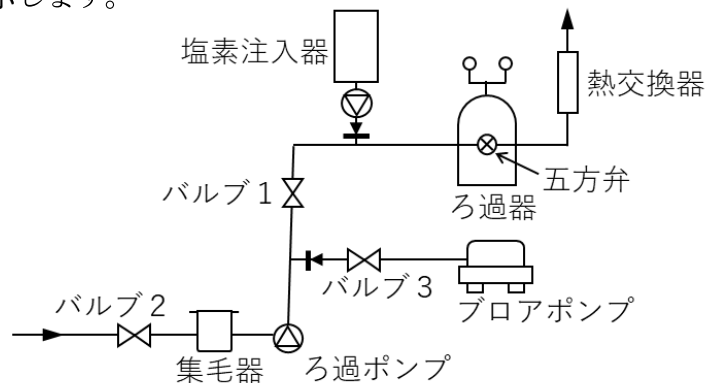 します。
塩素注入器
熱交換器
五方弁
ろ過器
バルブ１
バルブ３
ブロアポンプ
バルブ２
集毛器
ろ過ポンプ